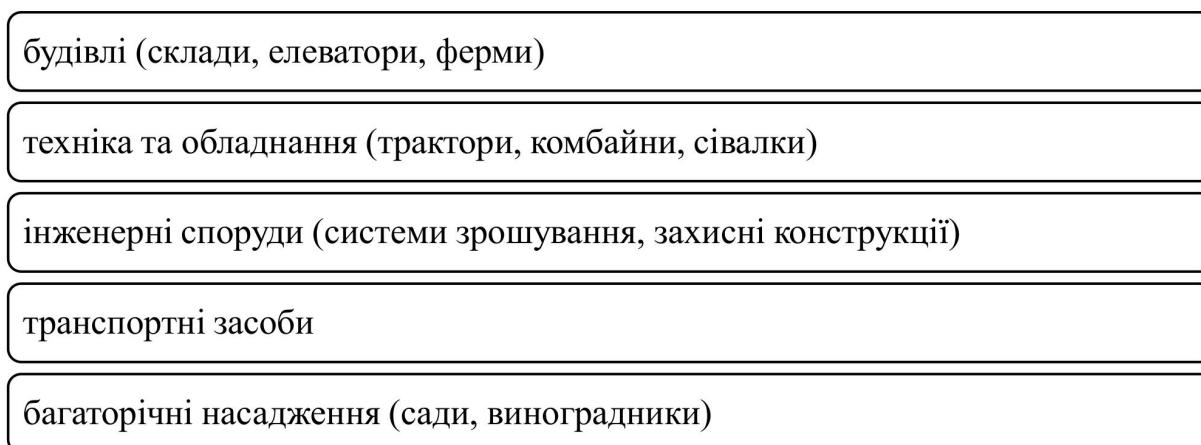 будівлі (склади, елеватори, ферми)
техніка та обладнання (трактори, комбайни, сівалки)
інженерні споруди (системи зрошування, захисні конструкції)
транспортні засоби
багаторічні насадження (сади, виноградники)